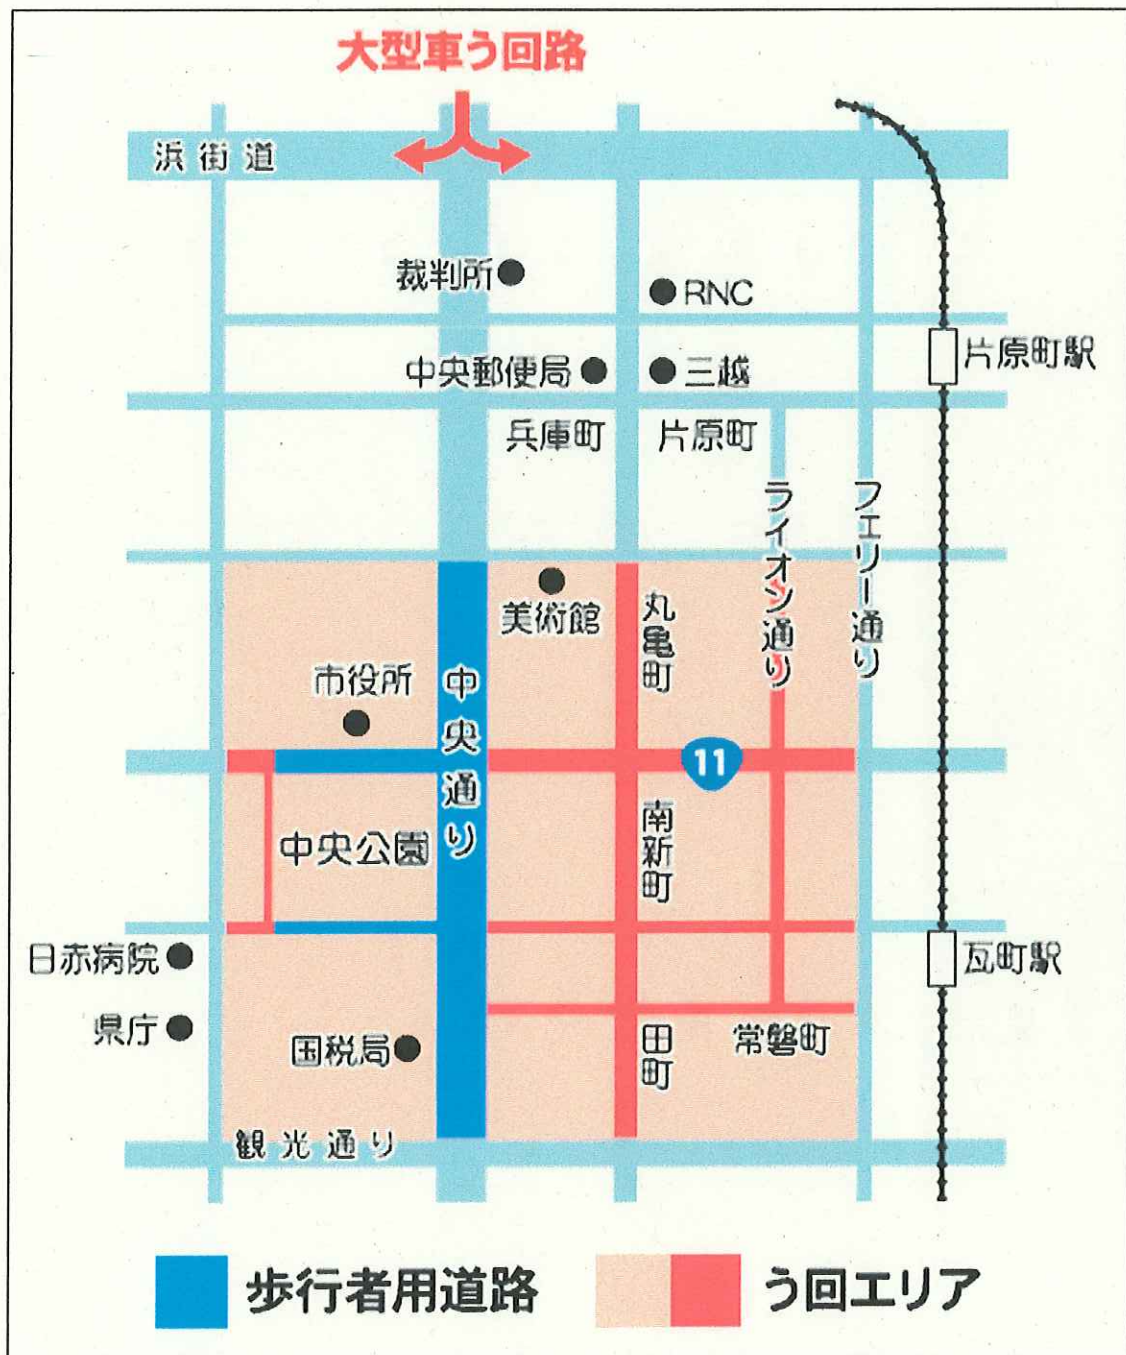 大型車う回路
浜街道
裁判所
RNC
中央郵便局
三越
片原町駅
兵庫町
片原町
ライオン通り
フェリー通り
美術館
丸亀町
市役所
中央通り
11
中央公園
南新町
日赤病院
瓦町駅
県庁
国税局
田町
常磐町
観光通り
歩行者用道路
う回エリア